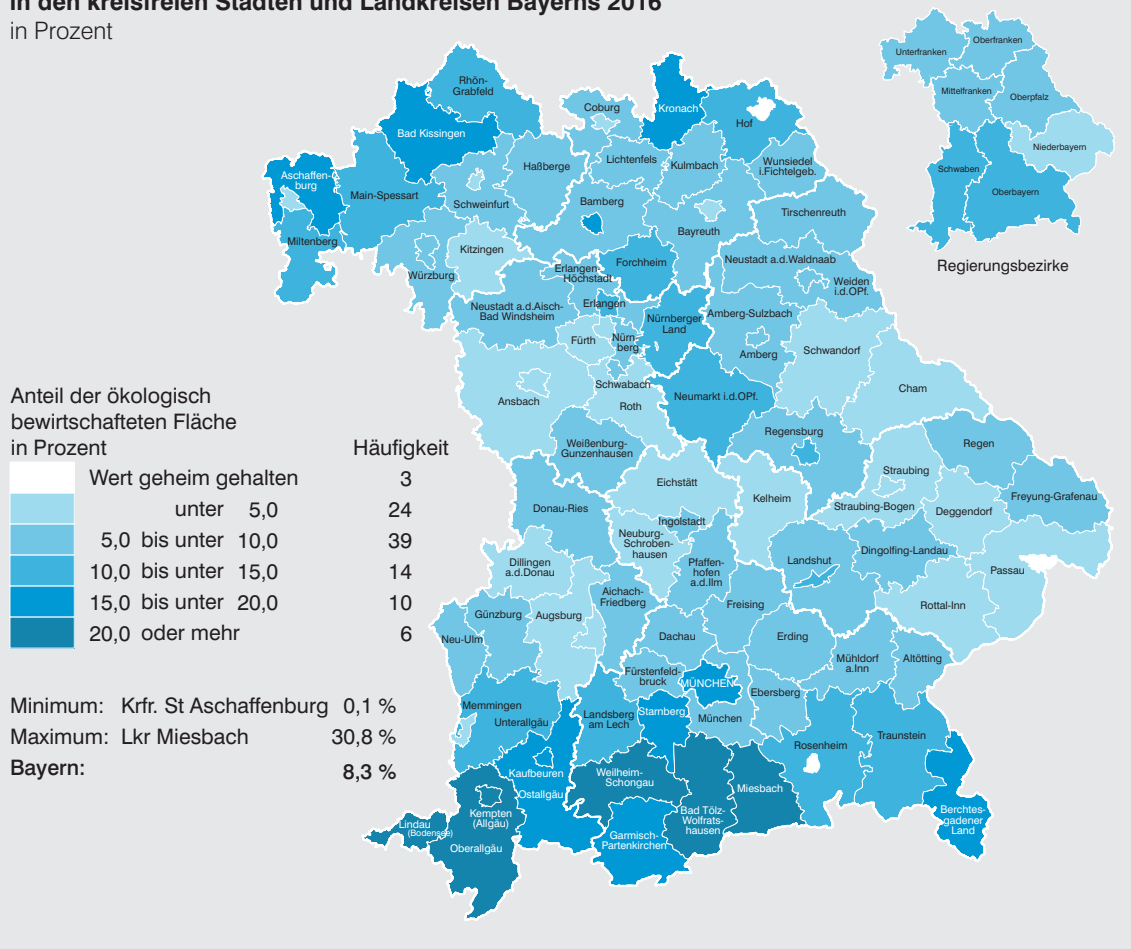 in den kreisfreien Städten und Landkreisen Bayerns 2016
in Prozent
Unterfranken
Oberfranken
Mittelfranken
Oberpfalz
Niederbayern
Schwaben
Oberbayern
Regierungsbezirke
Rhön-
Grabfeld
Bad Kissingen
Coburg
Kronach
Hof
Aschaffen-
burg
Main-Spessart
Miltenberg
Haßberge
Schweinfurt
Lichtenfels
Kulmbach
Wunsiedel
i.Fichtelgeb.
Bamberg
Bayreuth
Tirschenreuth
Kitzingen
Würzburg
Erlangen-
Höchstadt
Forchheim
Neustadt a.d.Waldnaab
Weiden
i.d.OPf.
Neustadt a.d.Aisch-
Bad Windsheim
Erlangen
Nürnberger
Land
Amberg-Sulzbach
Amberg
Fürth
Nürn-
berg
Schwandorf
Cham
Ansbach
Schwabach
Roth
Neumarkt i.d.OPf.
Weißenburg-
Gunzenhausen
Regensburg
Regen
Straubing
Freyung-Grafenau
Eichstätt
Kelheim
Straubing-Bogen
Deggendorf
Donau-Ries
Ingolstadt
Neuburg-
Schroben-
hausen
Pfaffen-
hofen
a.d.Ilm
Landshut
Dingolfing-Landau
Passau
Dillingen
a.d.Donau
Aichach-
Friedberg
Freising
Rottal-Inn
Günzburg
Augsburg
Neu-Ulm
Dachau
Erding
Mühldorf
a.Inn
Altötting
Fürstenfeld-
bruck
MÜNCHEN
Ebersberg
Memmingen
Unterallgäu
Landsberg
am Lech
Starnberg
München
Rosenheim
Traunstein
Kaufbeuren
Ostallgäu
Weilheim-
Schongau
Miesbach
Bad Tölz-
Wolfrats-
hausen
Berchtes-
gadener
Land
Lindau
(Bodensee)
Kempten
(Allgäu)
Oberallgäu
Garmisch-
Partenkirchen
Anteil der ökologisch
bewirtschafteten Fläche
in Prozent Häufigkeit
Wert geheim gehalten 3
unter 5,0 24
5,0 bis unter 10,0 39
10,0 bis unter 15,0 14
15,0 bis unter 20,0 10
20,0 oder mehr 6
Minimum: Krfr. St Aschaffenburg 0,1 %
Maximum: Lkr Miesbach 30,8 %
Bayern: 8,3 %